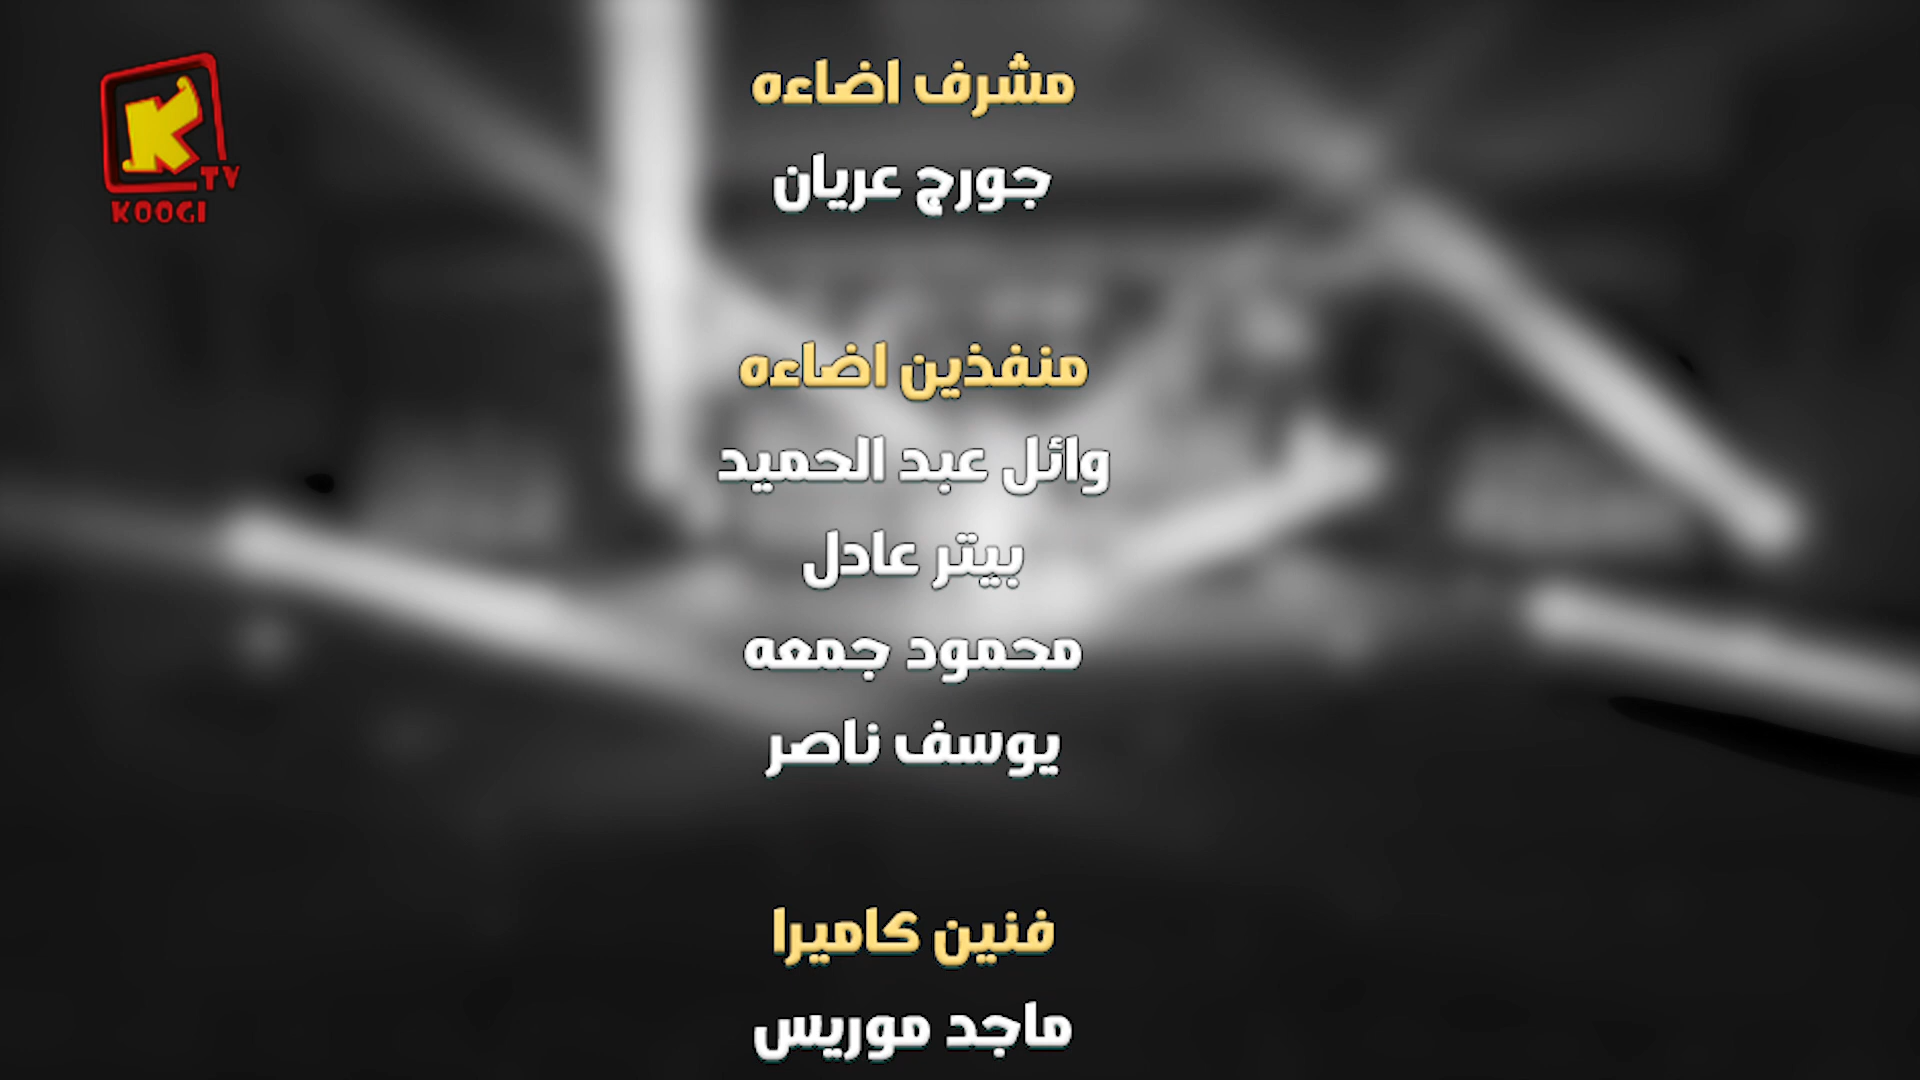 K
TV
KOOGI
مشرف اضاءه
جورج عريان
منفذين اضاءه
وائل عبد الحميد
بيتر عادل
محمود جمعه
يوسف ناصر
فنين كاميرا
ماجد موريس